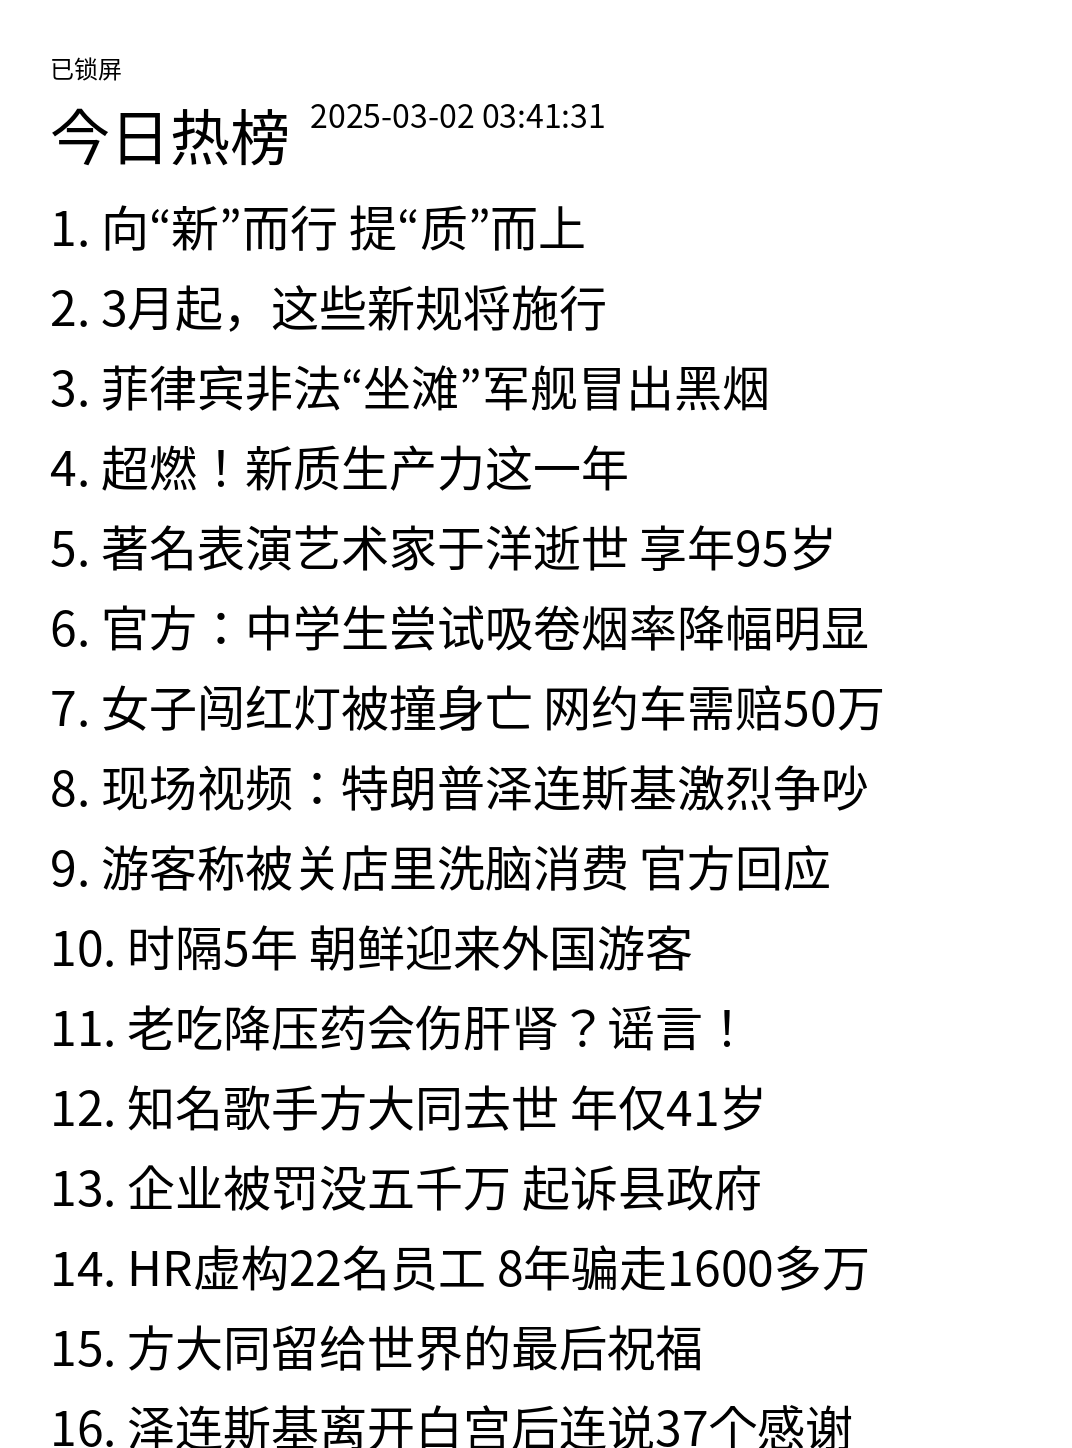 已锁屏
今日热榜 2025-03-02 03:41:31
1. 向“新”而行 提“质”而上
2. 3月起，这些新规将施行
3. 菲律宾非法“坐滩”军舰冒出黑烟
4. 超燃！新质生产力这一年
5. 著名表演艺术家于洋逝世 享年95岁
6. 官方：中学生尝试吸卷烟率降幅明显
7. 女子闯红灯被撞身亡 网约车需赔50万
8. 现场视频：特朗普泽连斯基激烈争吵
9. 游客称被关店里洗脑消费 官方回应
10. 时隔5年 朝鲜迎来外国游客
11. 老吃降压药会伤肝肾？谣言！
12. 知名歌手方大同去世 年仅41岁
13. 企业被罚没五千万 起诉县政府
14. HR虚构22名员工 8年骗走1600多万
15. 方大同留给世界的最后祝福
16. 泽连斯基离开白宫后连说37个感谢